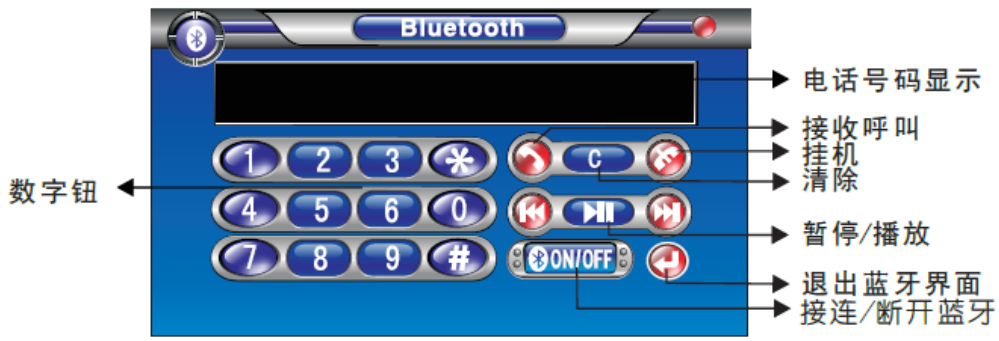 Bluetooth
电话号码显示
接收呼叫
挂机
清除
数字钮
1 2 3 * C
4 5 6 0
7 8 9 # ON/OFF
暂停/播放
退出蓝牙界面
接连/断开蓝牙